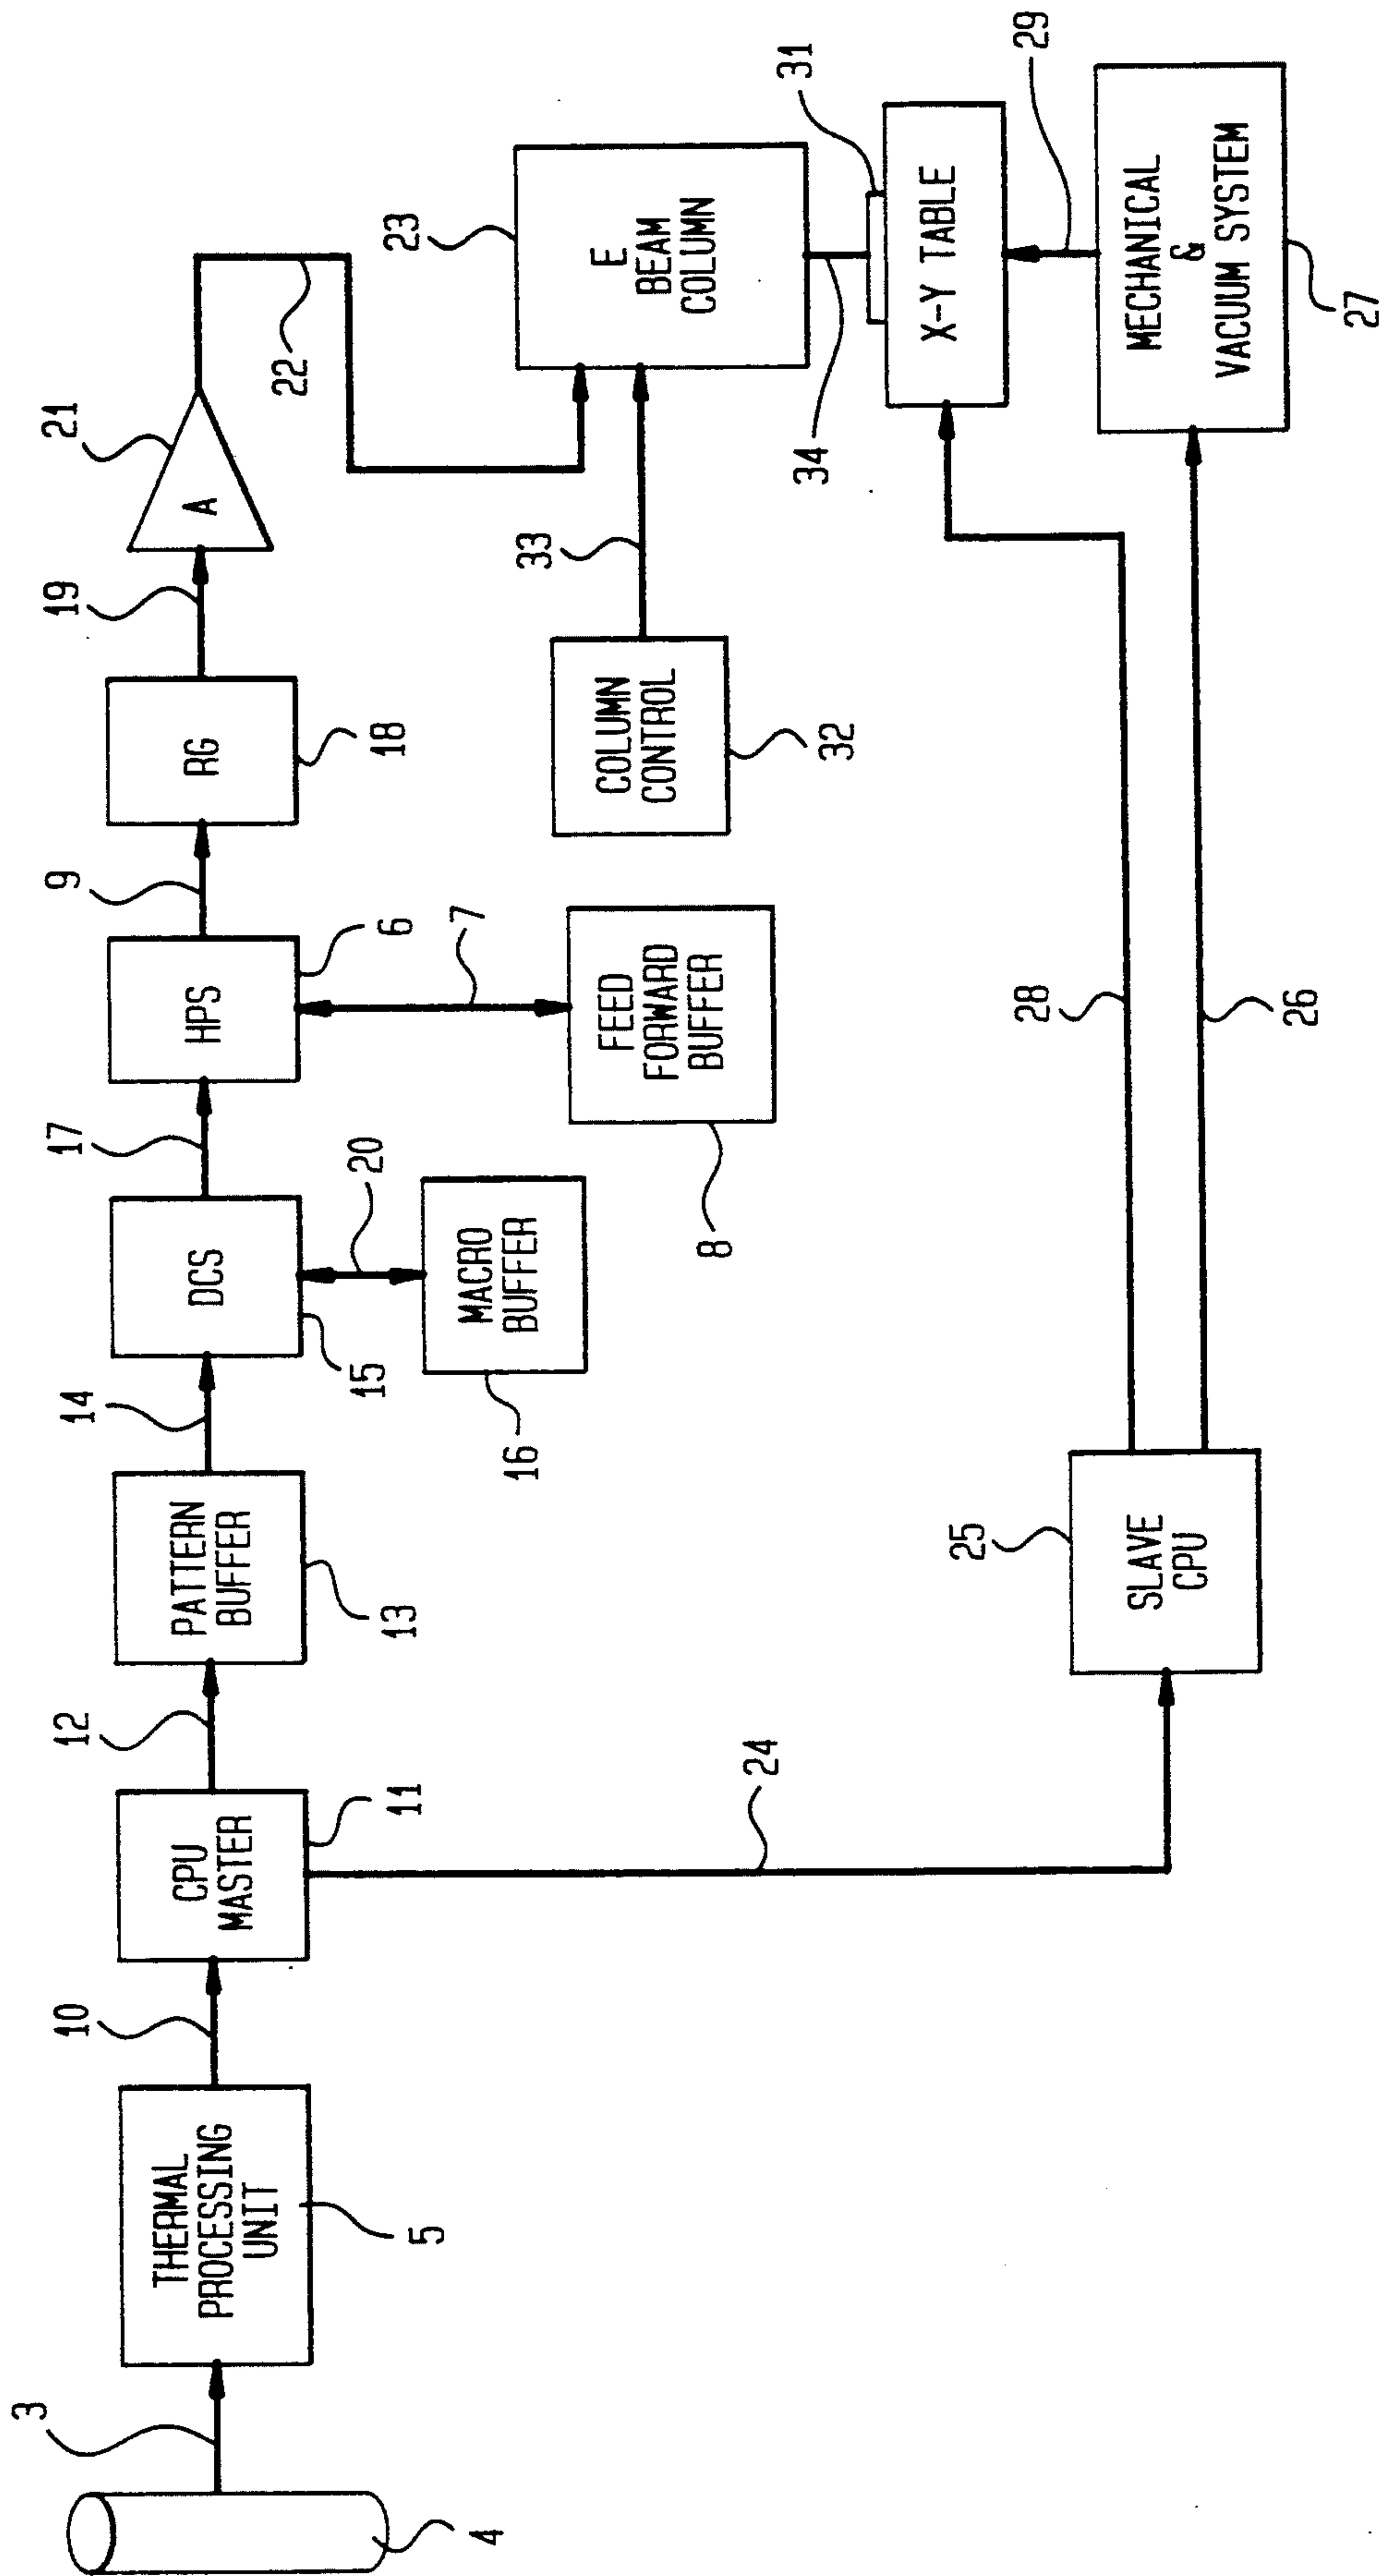 3
4
THERMAL
PROCESSING
UNIT
5
10
CPU
MASTER
11
12
PATTERN
BUFFER
13
14
DCS
15
20
MACRO
BUFFER
16
17
HPS
6
7
FEED
FORWARD
BUFFER
8
9
RG
18
19
A
21
22
COLUMN
CONTROL
32
33
E
BEAM
COLUMN
23
34
31
X-Y TABLE
29
MECHANICAL
&
VACUUM SYSTEM
27
24
SLAVE
CPU
25
28
26